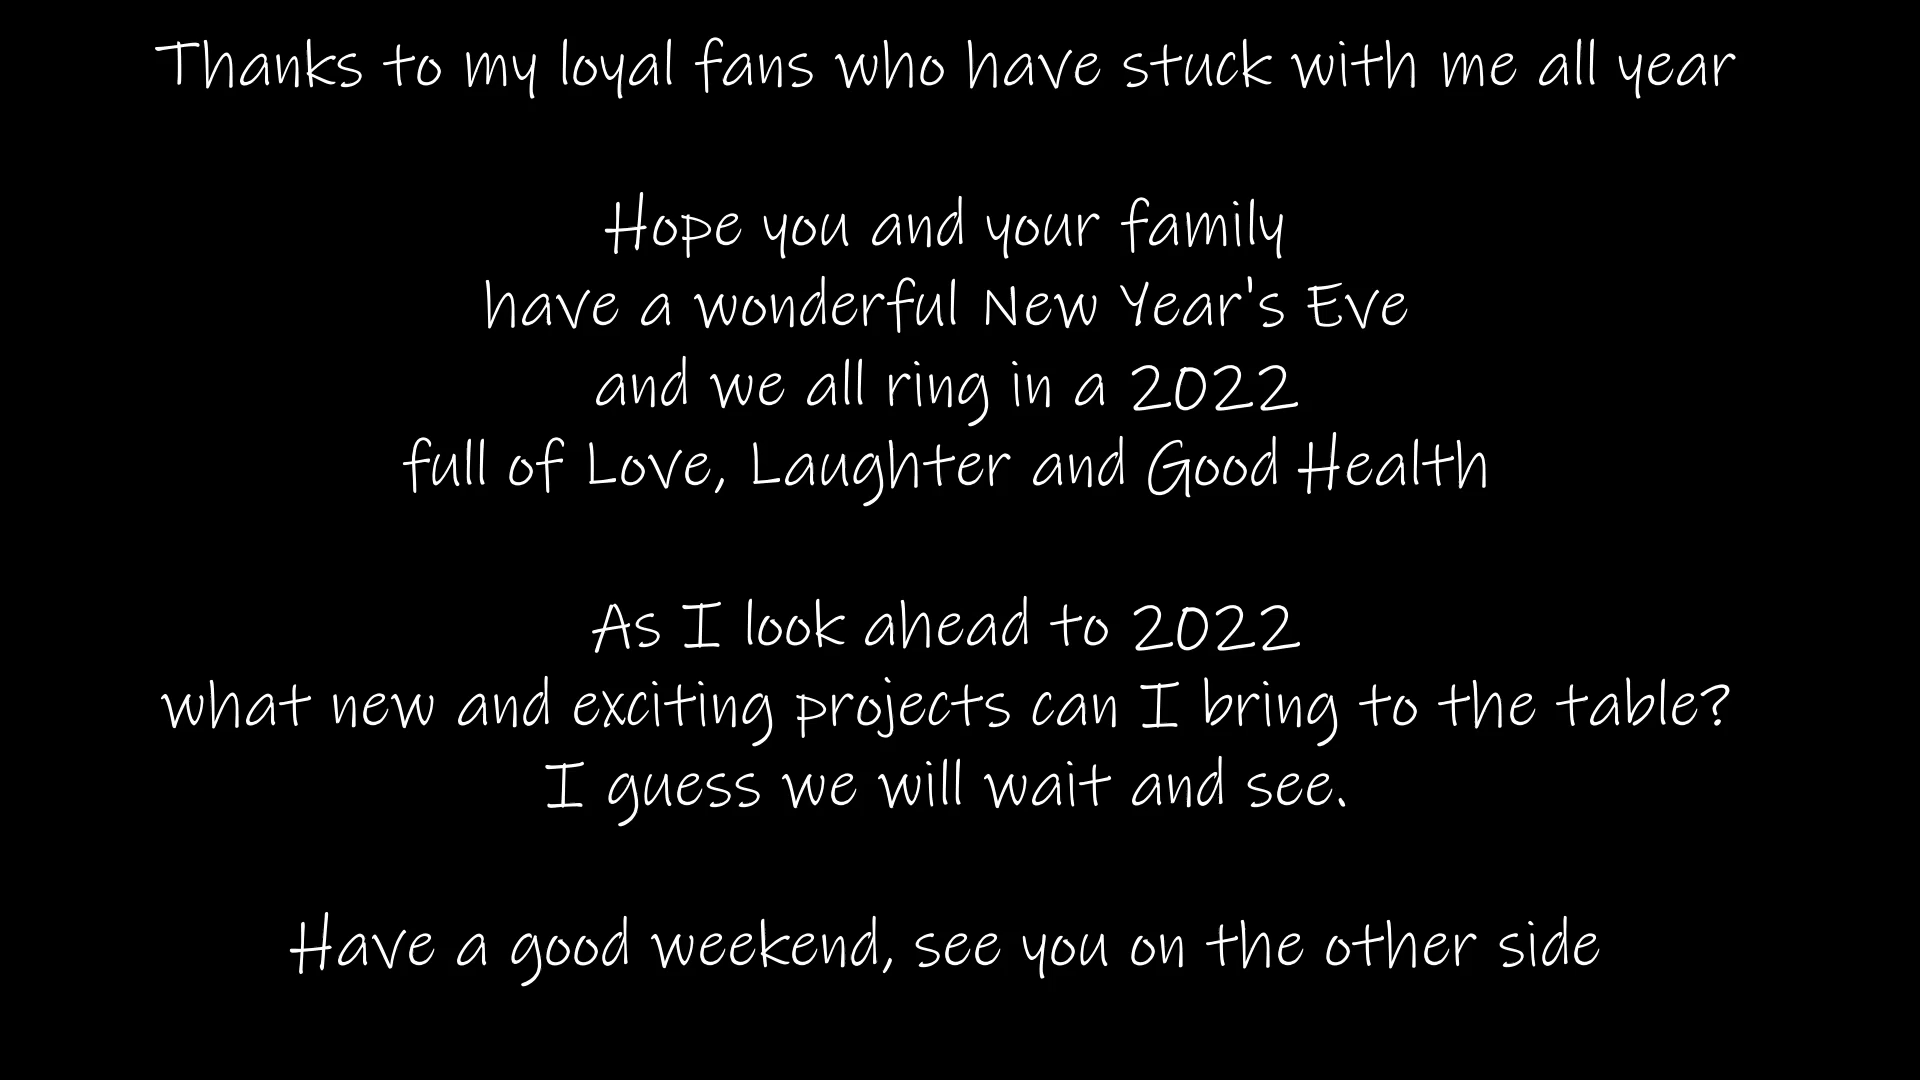 Thanks to my loyal fans who have stuck with me all year
Hope you and your family
have a wonderful New Year's Eve
and we all ring in a 2022
full of Love, Laughter and Good Health
As I look ahead to 2022
what new and exciting projects can I bring to the table?
I guess we will wait and see.
Have a good weekend, see you on the other side